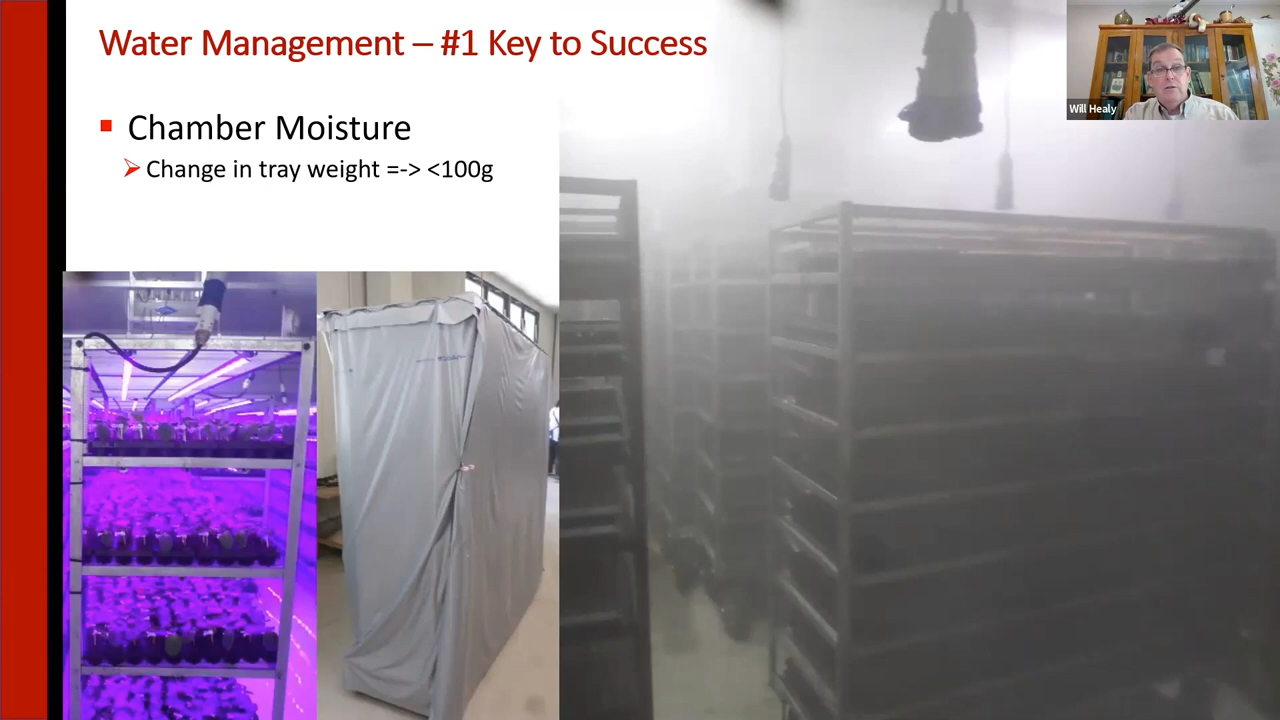 Water Management – #1 Key to Success
Chamber Moisture
Change in tray weight =-> <100g
Will Healy